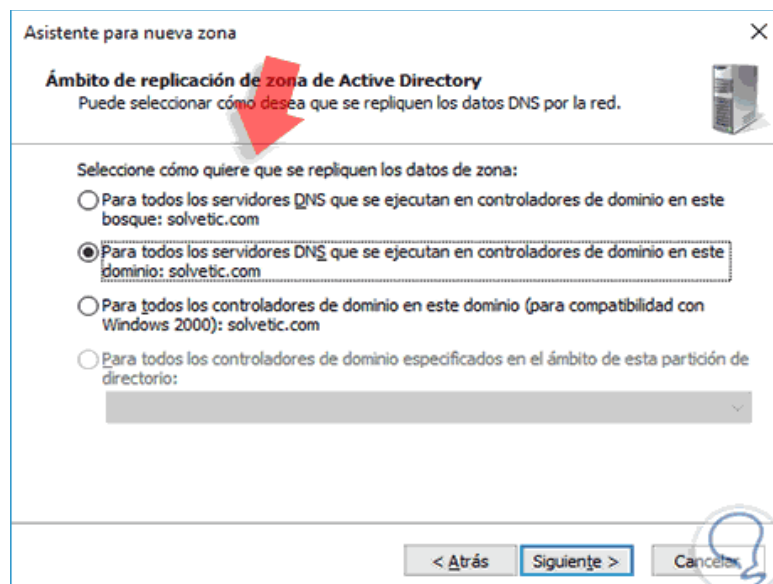 Asistente para nueva zona
Ámbito de replicación de zona de Active Directory
Puede seleccionar cómo desea que se repliquen los datos DNS por la red.
Seleccione cómo quiere que se repliquen los datos de zona:
Para todos los servidores DNS que se ejecutan en controladores de dominio en este
bosque: solvetic.com
Para todos los servidores DNS que se ejecutan en controladores de dominio en este
dominio: solvetic.com
Para todos los controladores de dominio en este dominio (para compatibilidad con
Windows 2000): solvetic.com
Para todos los controladores de dominio especificados en el ámbito de esta partición de
directorio:
< Atrás
Siguiente >
Cancelar